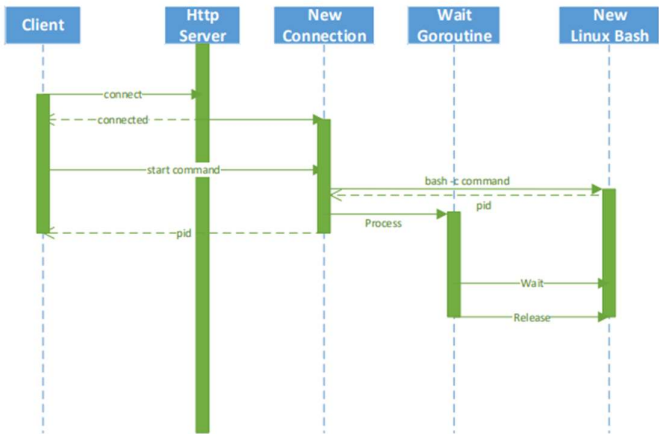 Client
Http
Server
New
Connection
Wait
Goroutine
New
Linux Bash
connect
connected
start command
bash -c command
pid
Process
pid
Wait
Release